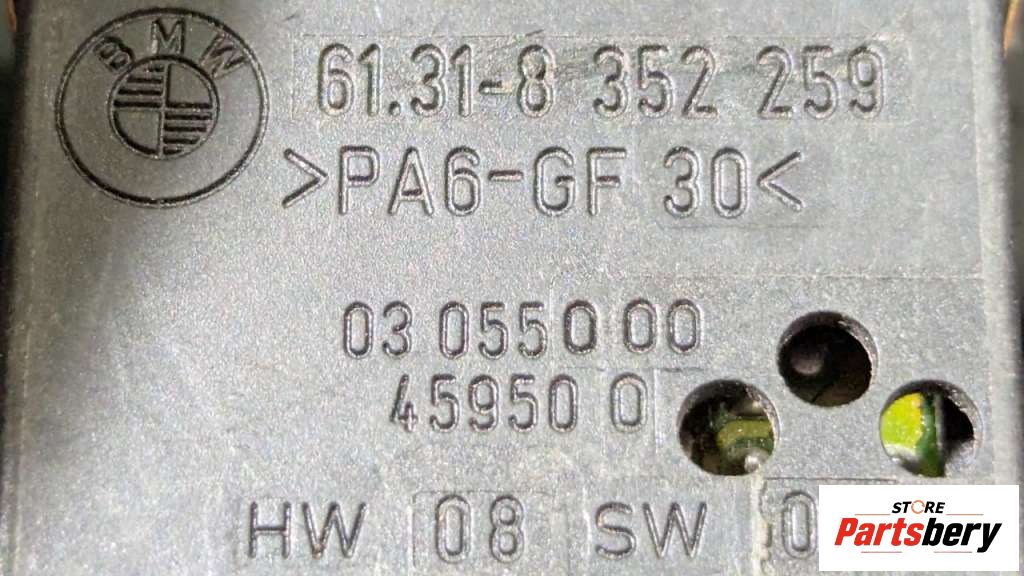 BMW
61.31-8 352 259
>PA6-GF 30<
03 0550 00
45950 0
HW 08 SW 0
STORE
Partsbery